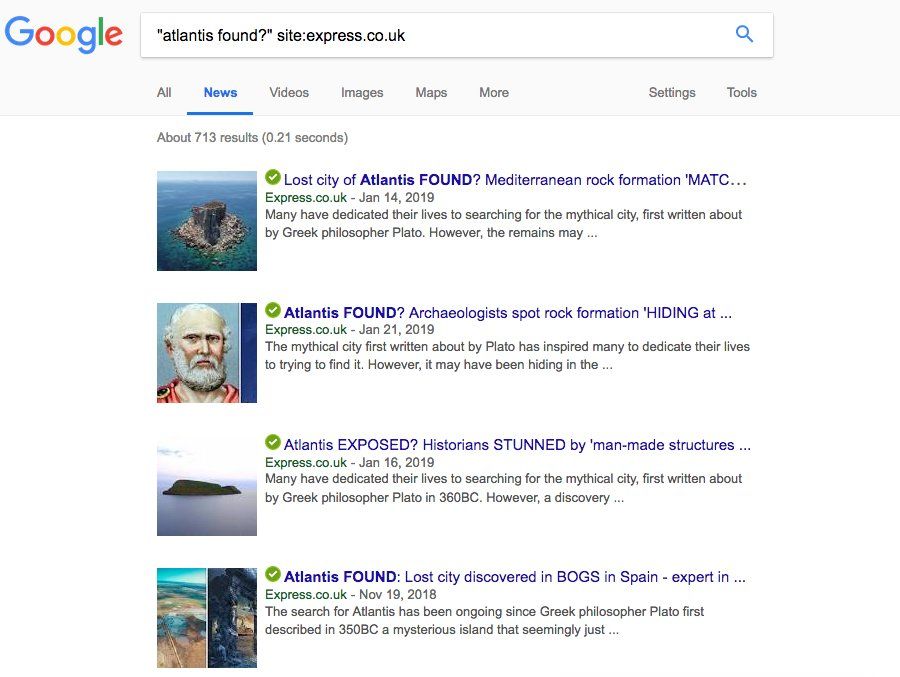 Google
"atlantis found?" site:express.co.uk
All News Videos Images Maps More Settings Tools
About 713 results (0.21 seconds)
Lost city of Atlantis FOUND? Mediterranean rock formation 'MATC...
Express.co.uk - Jan 14, 2019
Many have dedicated their lives to searching for the mythical city, first written about
by Greek philosopher Plato. However, the remains may ...
Atlantis FOUND? Archaeologists spot rock formation 'HIDING at ...
Express.co.uk - Jan 21, 2019
The mythical city first written about by Plato has inspired many to dedicate their lives
to trying to find it. However, it may have been hiding in the ...
Atlantis EXPOSED? Historians STUNNED by 'man-made structures ...
Express.co.uk - Jan 16, 2019
Many have dedicated their lives to searching for the mythical city, first written about
by Greek philosopher Plato in 360BC. However, a discovery ...
Atlantis FOUND: Lost city discovered in BOGS in Spain - expert in ...
Express.co.uk - Nov 19, 2018
The search for Atlantis has been ongoing since Greek philosopher Plato first
described in 350BC a mysterious island that seemingly just ...